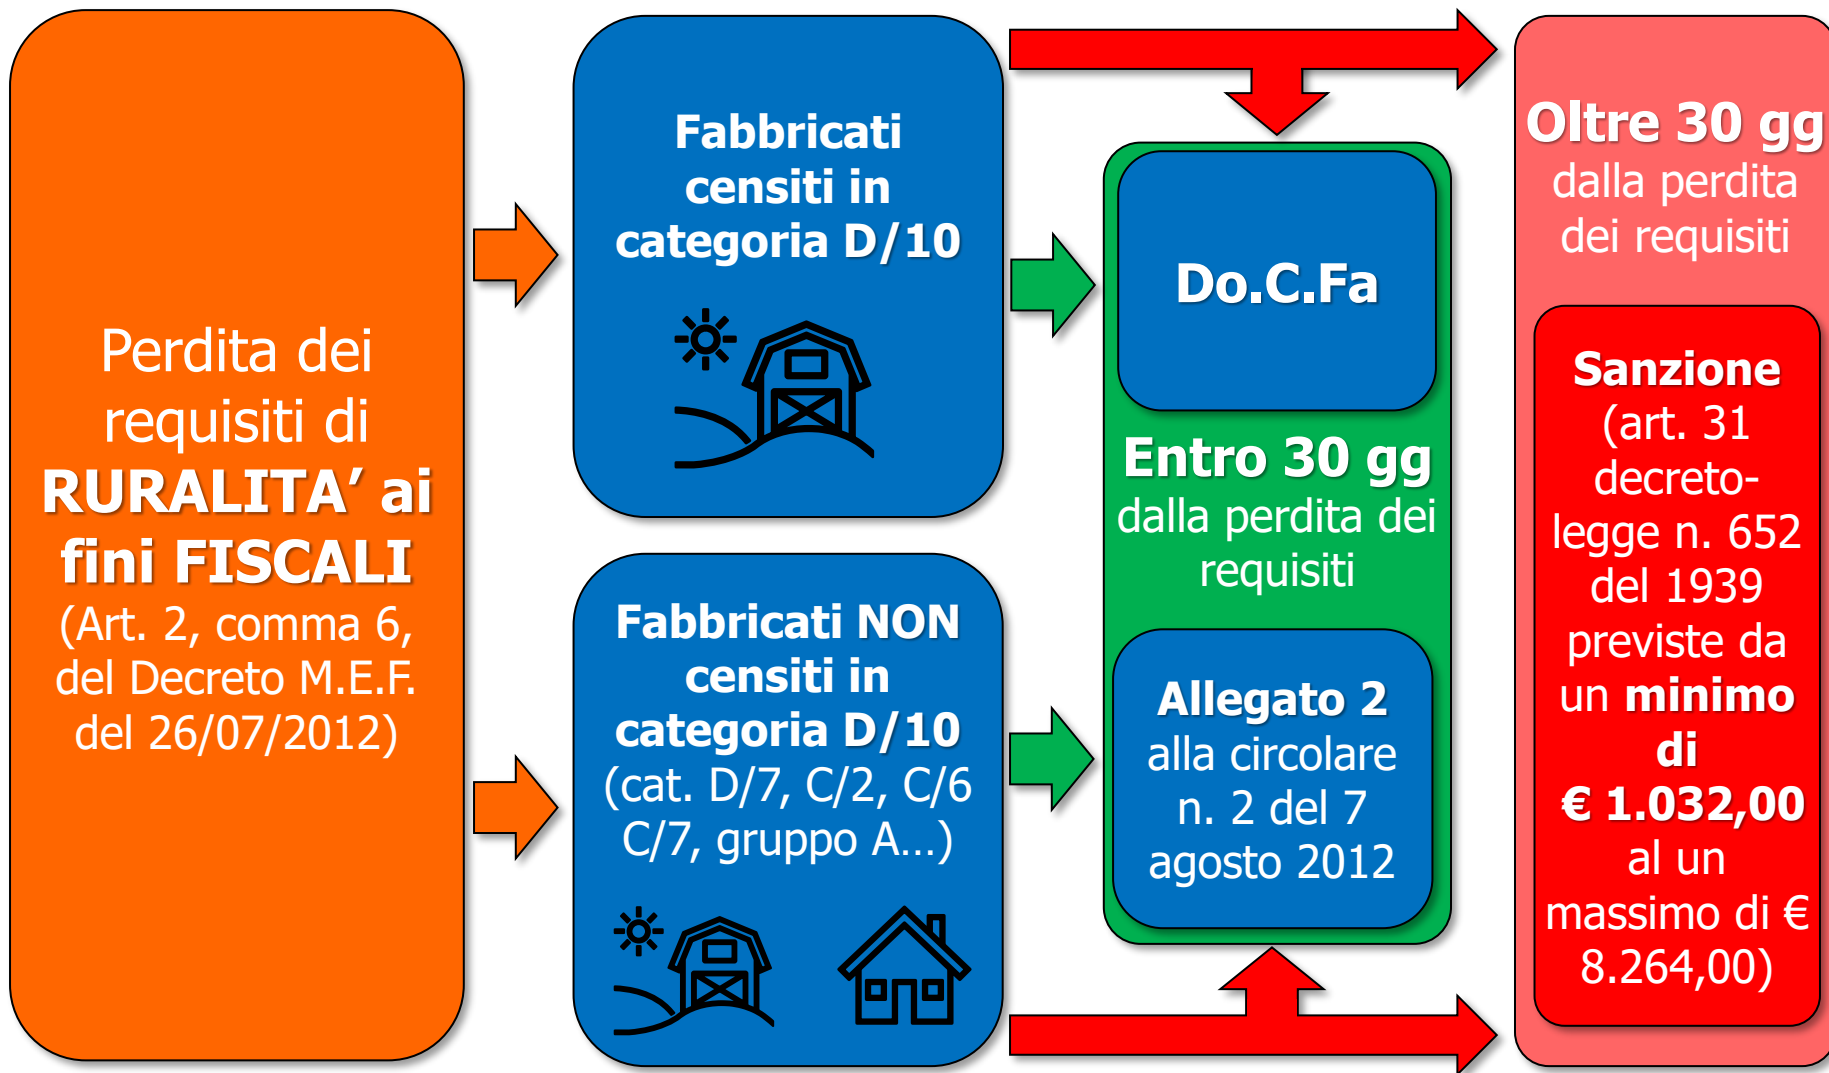 Perdita dei
requisiti di
RURALITA’ ai
fini FISCALI
(Art. 2, comma 6,
del Decreto M.E.F.
del 26/07/2012)
Fabbricati
censiti in
categoria D/10
Fabbricati NON
censiti in
categoria D/10
(cat. D/7, C/2, C/6
C/7, gruppo A...)
Do.C.Fa
Entro 30 gg
dalla perdita dei
requisiti
Allegato 2
alla circolare
n. 2 del 7
agosto 2012
Oltre 30 gg
dalla perdita
dei requisiti
Sanzione
(art. 31
decreto-
legge n. 652
del 1939
previste da
un minimo
di
€ 1.032,00
al un
massimo di €
8.264,00)